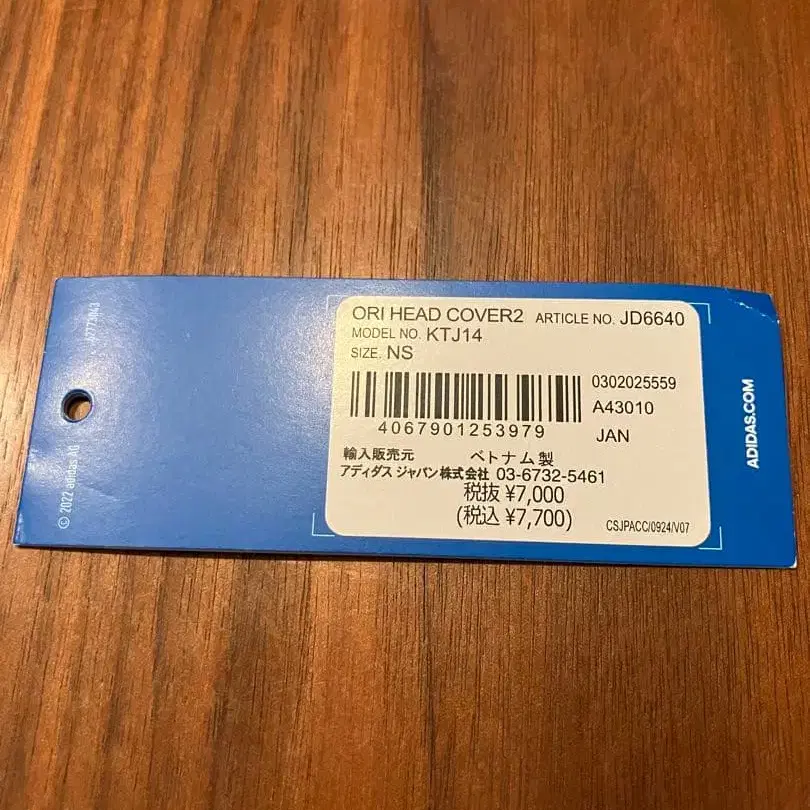 ORI HEAD COVER2 ARTICLE NO. JD6640
MODEL NO. KTJ14
SIZE. NS
0302025559
A43010
4067901253979
JAN
輸入販売元 ベトナム製
アディダス ジャパン株式会社 03-6732-5461
税抜 ¥7,000
(税込 ¥7,700)
CSJPACC/0924/V07
ADIDAS.COM
© 2022 adidas AG